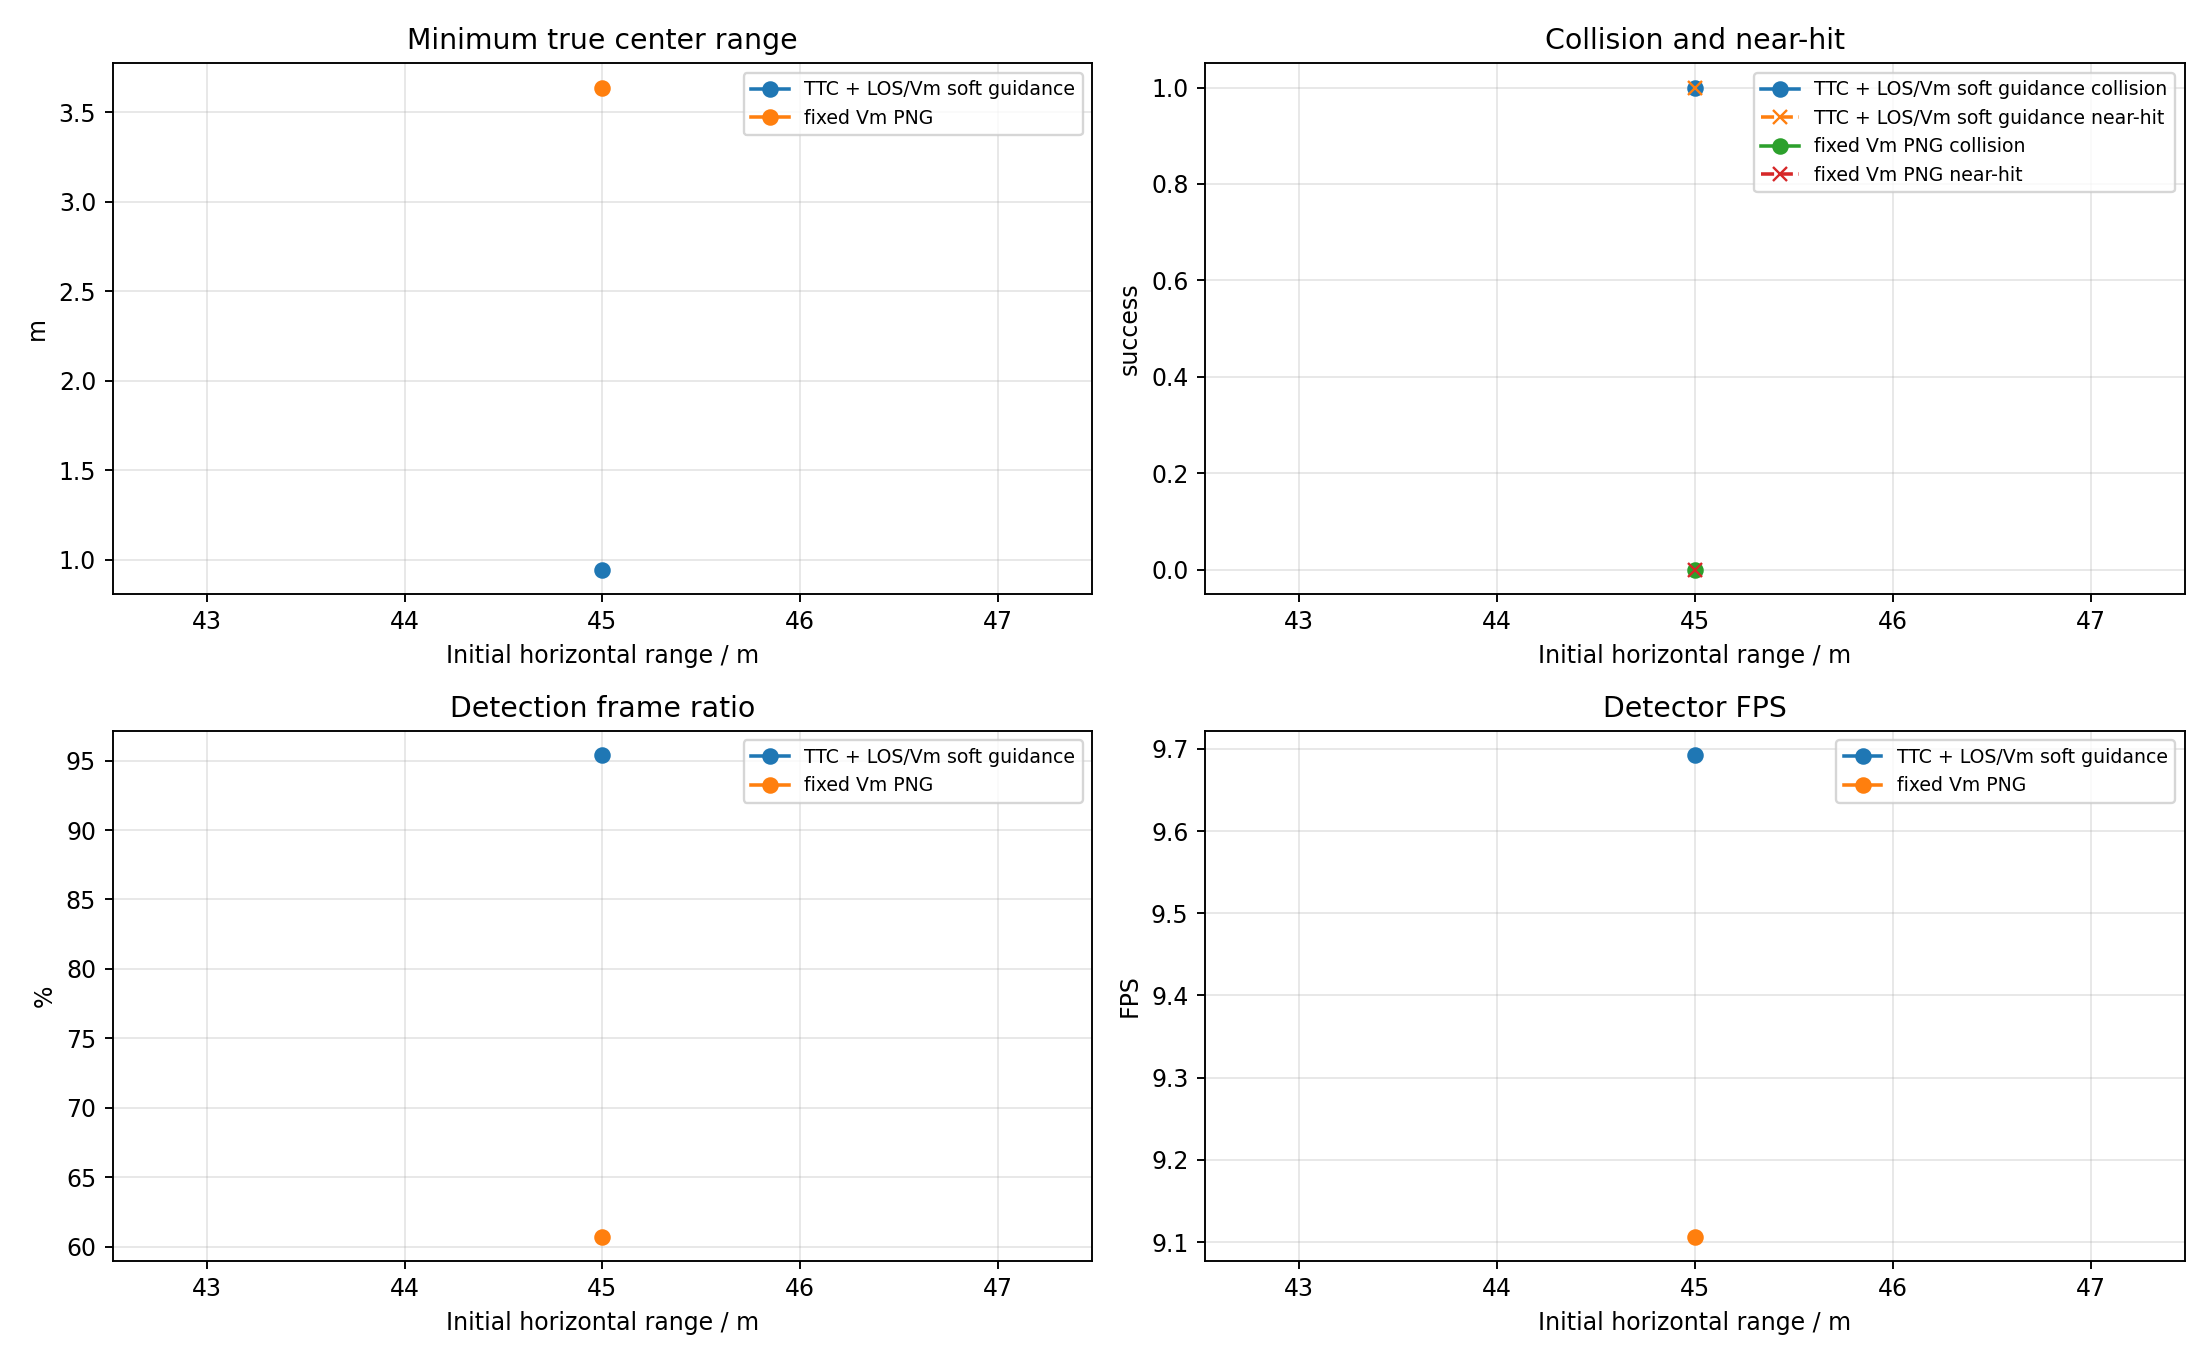 Minimum true center range
TTC + LOS/Vm soft guidance
fixed Vm PNG
3.5
3.0
2.5
2.0
1.5
1.0
m
43
44
45
46
47
Initial horizontal range / m
Collision and near-hit
TTC + LOS/Vm soft guidance collision
TTC + LOS/Vm soft guidance near-hit
fixed Vm PNG collision
fixed Vm PNG near-hit
1.0
0.8
0.6
0.4
0.2
0.0
success
43
44
45
46
47
Initial horizontal range / m
Detection frame ratio
TTC + LOS/Vm soft guidance
fixed Vm PNG
95
90
85
80
75
70
65
60
%
43
44
45
46
47
Initial horizontal range / m
Detector FPS
TTC + LOS/Vm soft guidance
fixed Vm PNG
9.7
9.6
9.5
9.4
9.3
9.2
9.1
FPS
43
44
45
46
47
Initial horizontal range / m